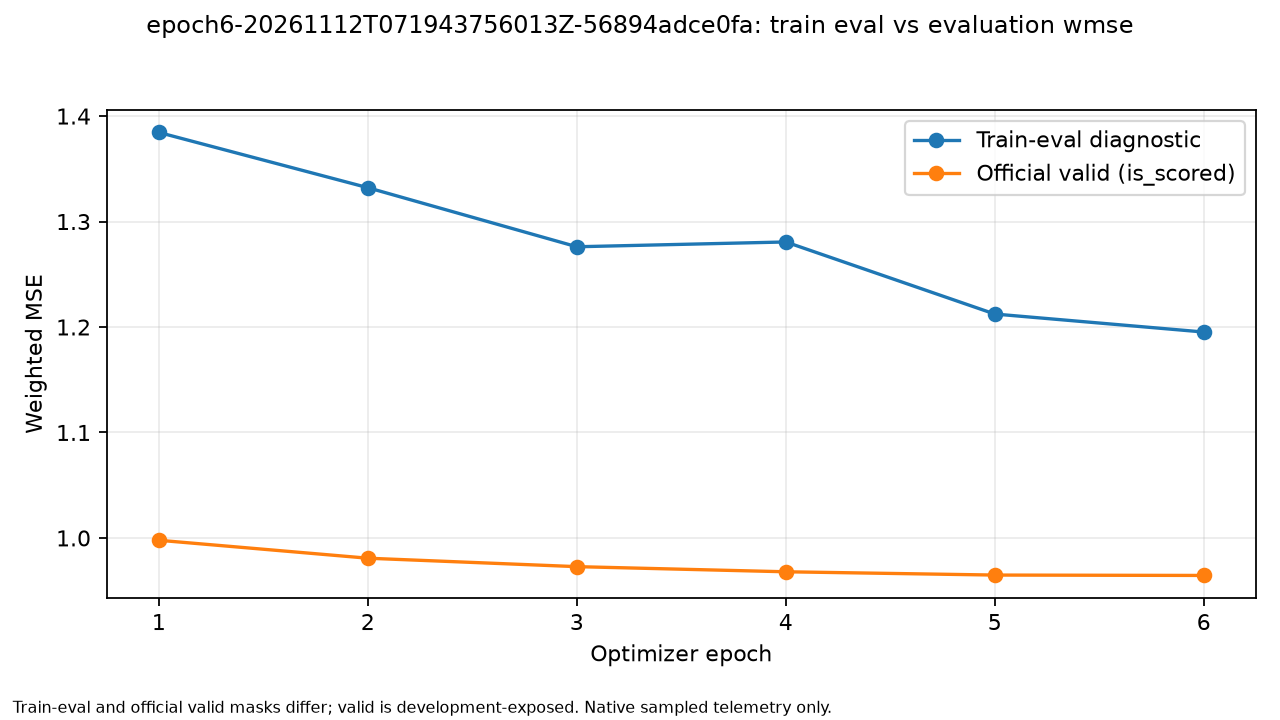 epoch6-20261112T071943756013Z-56894adce0fa: train eval vs evaluation wmse
1.4
1.3
1.2
1.1
1.0
Weighted MSE
Train-eval diagnostic
Official valid (is_scored)
1 2 3 4 5 6
Optimizer epoch
Train-eval and official valid masks differ; valid is development-exposed. Native sampled telemetry only.